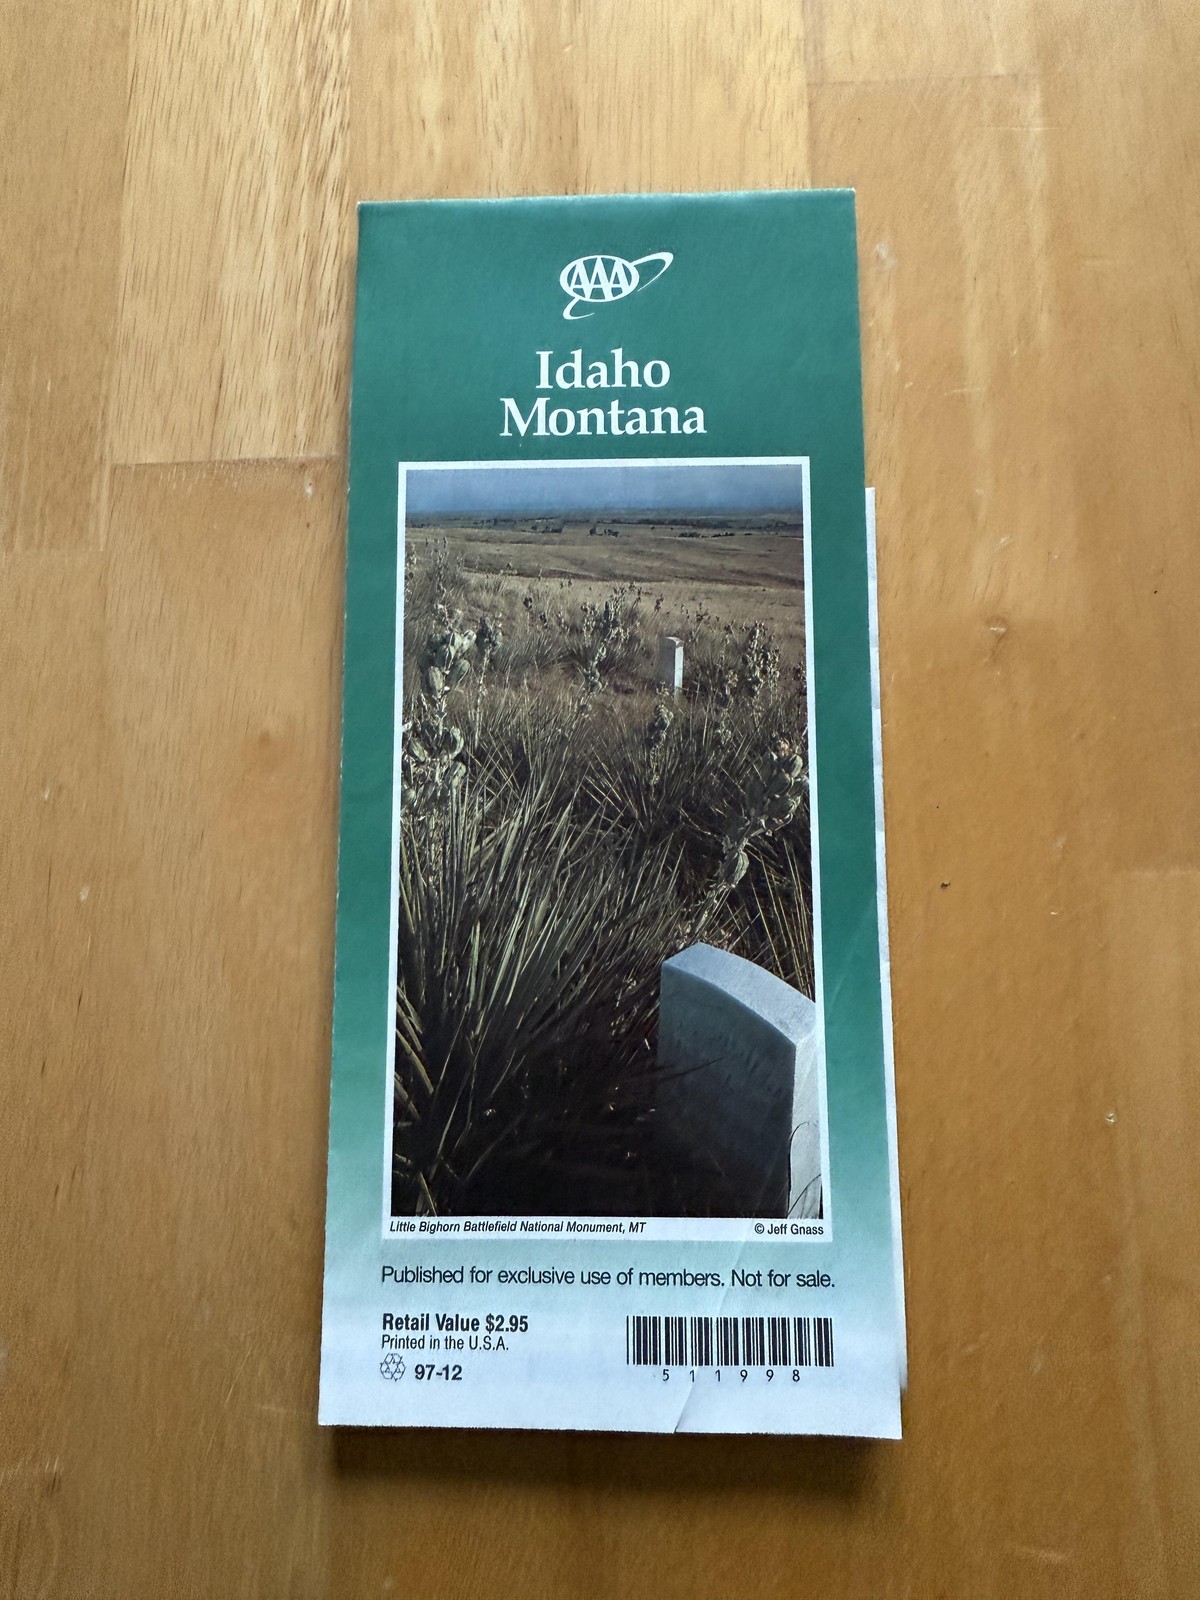 AAA
Idaho
Montana
Little Bighorn Battlefield National Monument, MT © Jeff Gnass
Published for exclusive use of members. Not for sale.
Retail Value $2.95
Printed in the U.S.A.
97-12
5 1 1 9 9 8